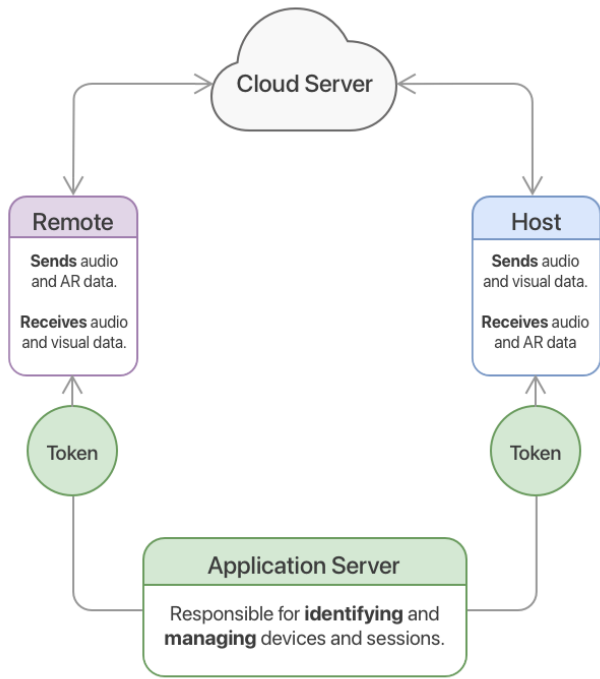 Cloud Server
Remote
Sends audio
and AR data.
Receives audio
and visual data.
Host
Sends audio
and visual data.
Receives audio
and AR data
Token
Token
Application Server
Responsible for identifying and
managing devices and sessions.